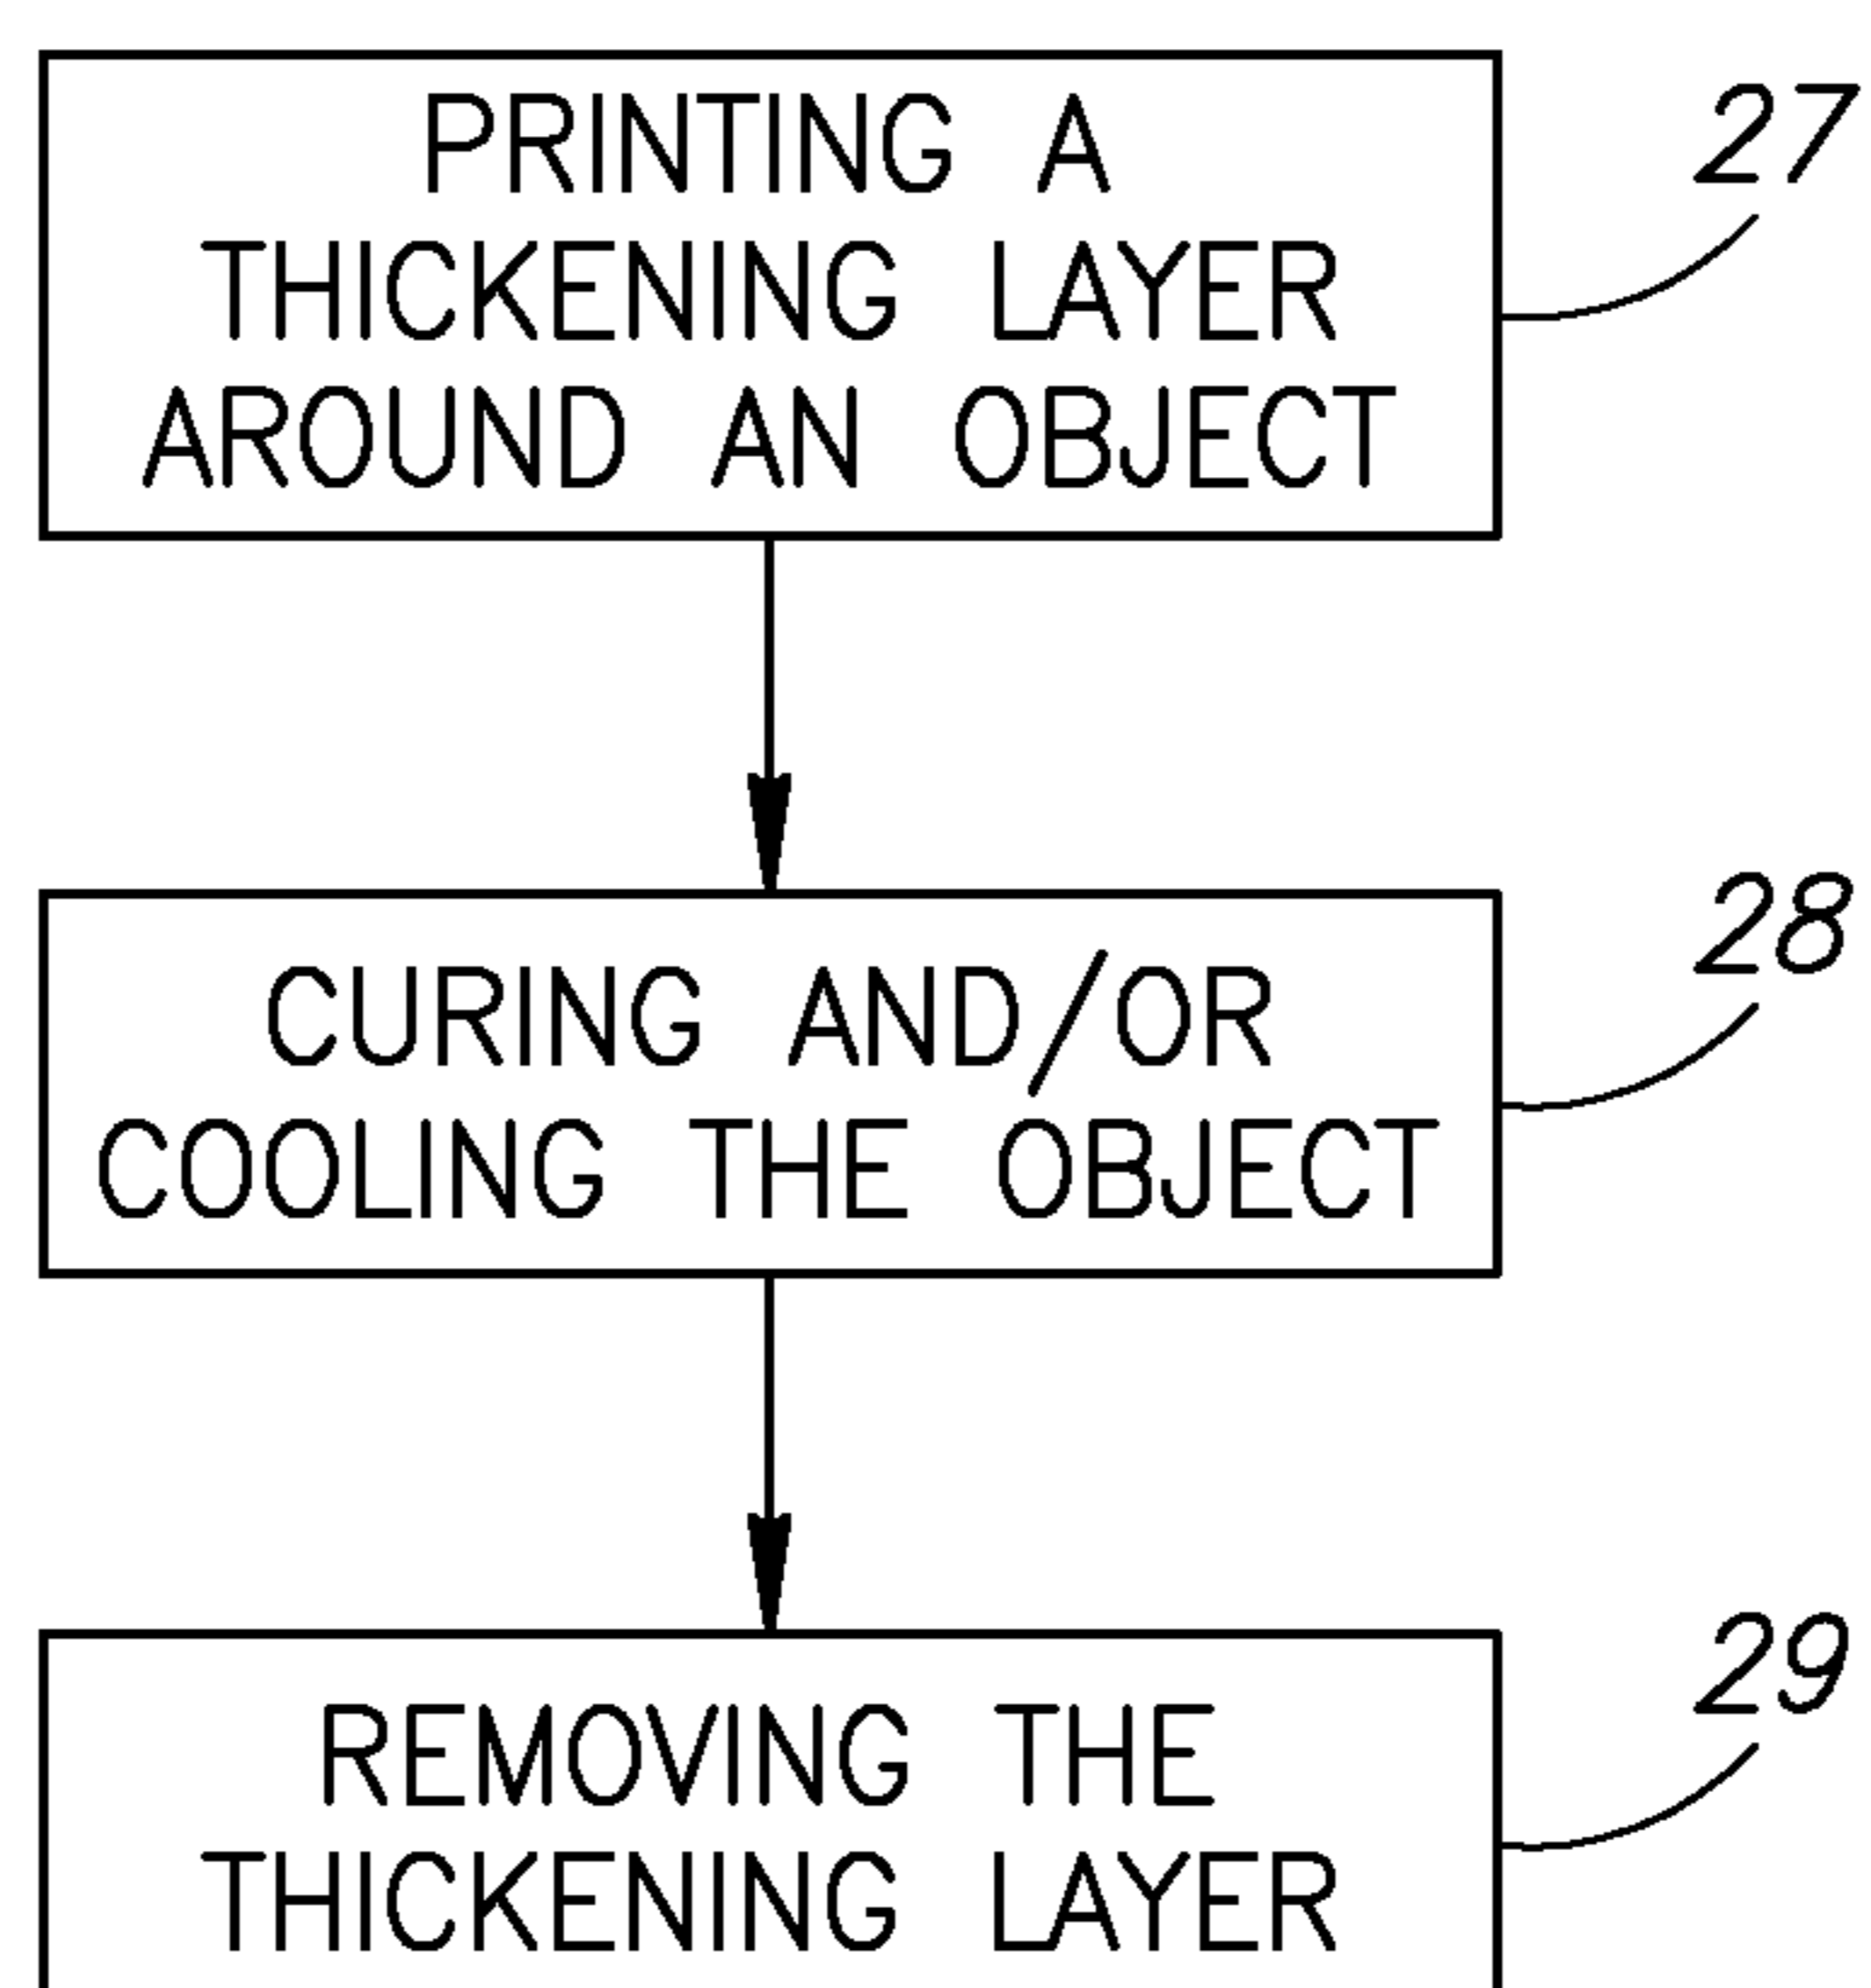 PRINTING A
THICKENING LAYER
AROUND AN OBJECT
27
CURING AND/OR
COOLING THE OBJECT
28
REMOVING THE
THICKENING LAYER
29